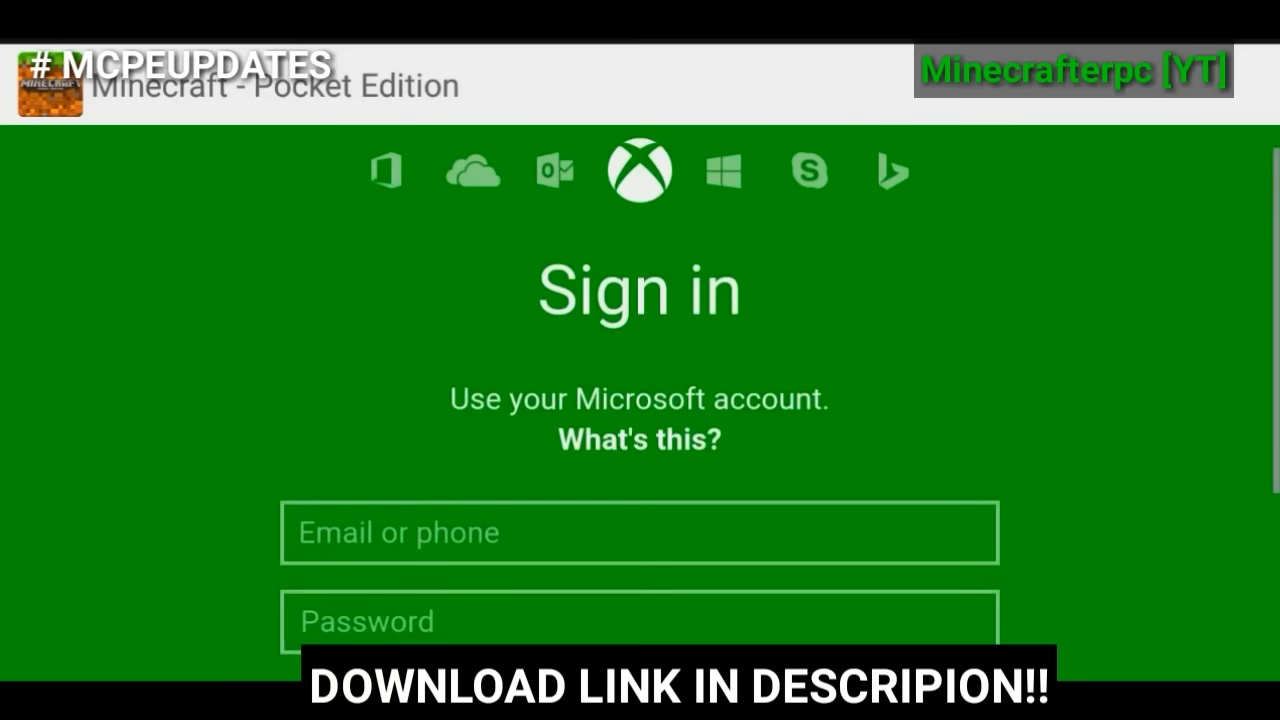 # MCPEUPDATES
Minecraft - Pocket Edition
Minecrafterpc [YT]
MINECRAFT
Sign in
Use your Microsoft account.
What's this?
Email or phone
Password
DOWNLOAD LINK IN DESCRIPION!!